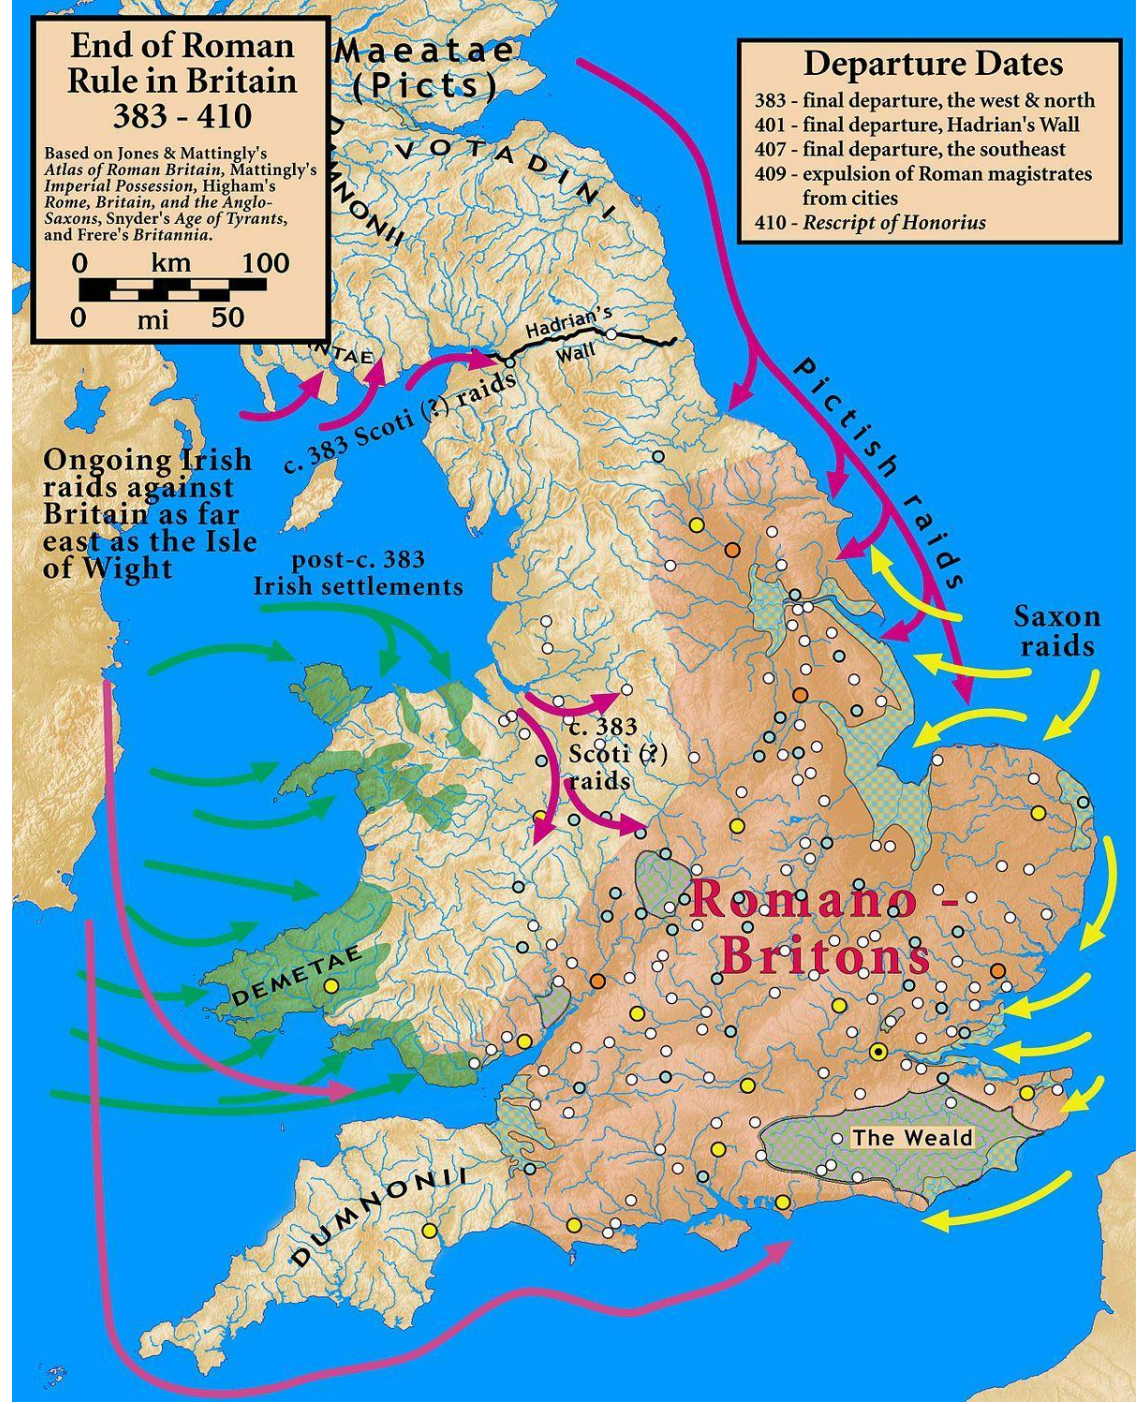 End of Roman
Rule in Britain
383 - 410
Based on Jones & Mattingly's
Atlas of Roman Britain, Mattingly's
Imperial Possession, Higham's
Rome, Britain, and the Anglo-
Saxons, Snyder's Age of Tyrants,
and Frere's Britannia.
0 km 100
0 mi 50
Maeatae
(Picts)
Departure Dates
383 - final departure, the west & north
401 - final departure, Hadrian's Wall
407 - final departure, the southeast
409 - expulsion of Roman magistrates
from cities
410 - Rescript of Honorius
VOTADINI
MNONII
NTAE
Hadrian's
Wall
c. 383 Scoti (?) raids
Pictish raids
Ongoing Irish
raids against
Britain as far
east as the Isle
of Wight
post-c. 383
Irish settlements
Saxon
raids
c. 383
Scoti (?)
raids
Romano -
Britons
DEMETAE
The Weald
DUMNONII